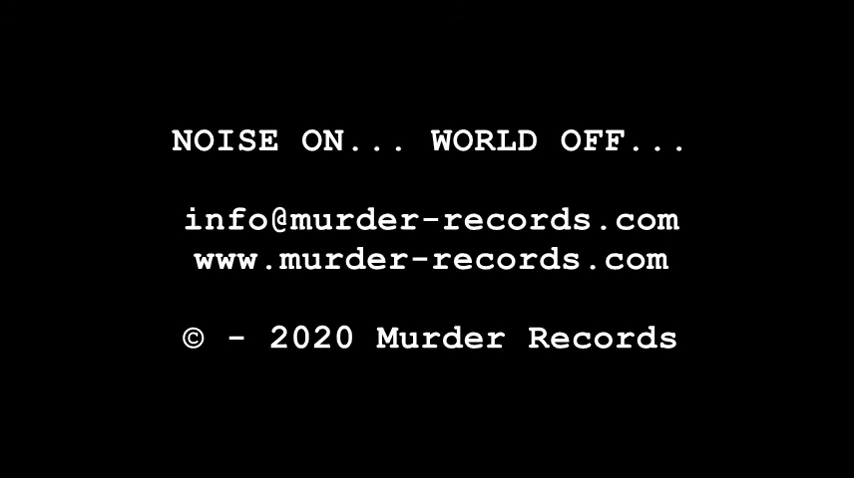 NOISE ON... WORLD OFF...
info@murder-records.com
www.murder-records.com
© - 2020 Murder Records